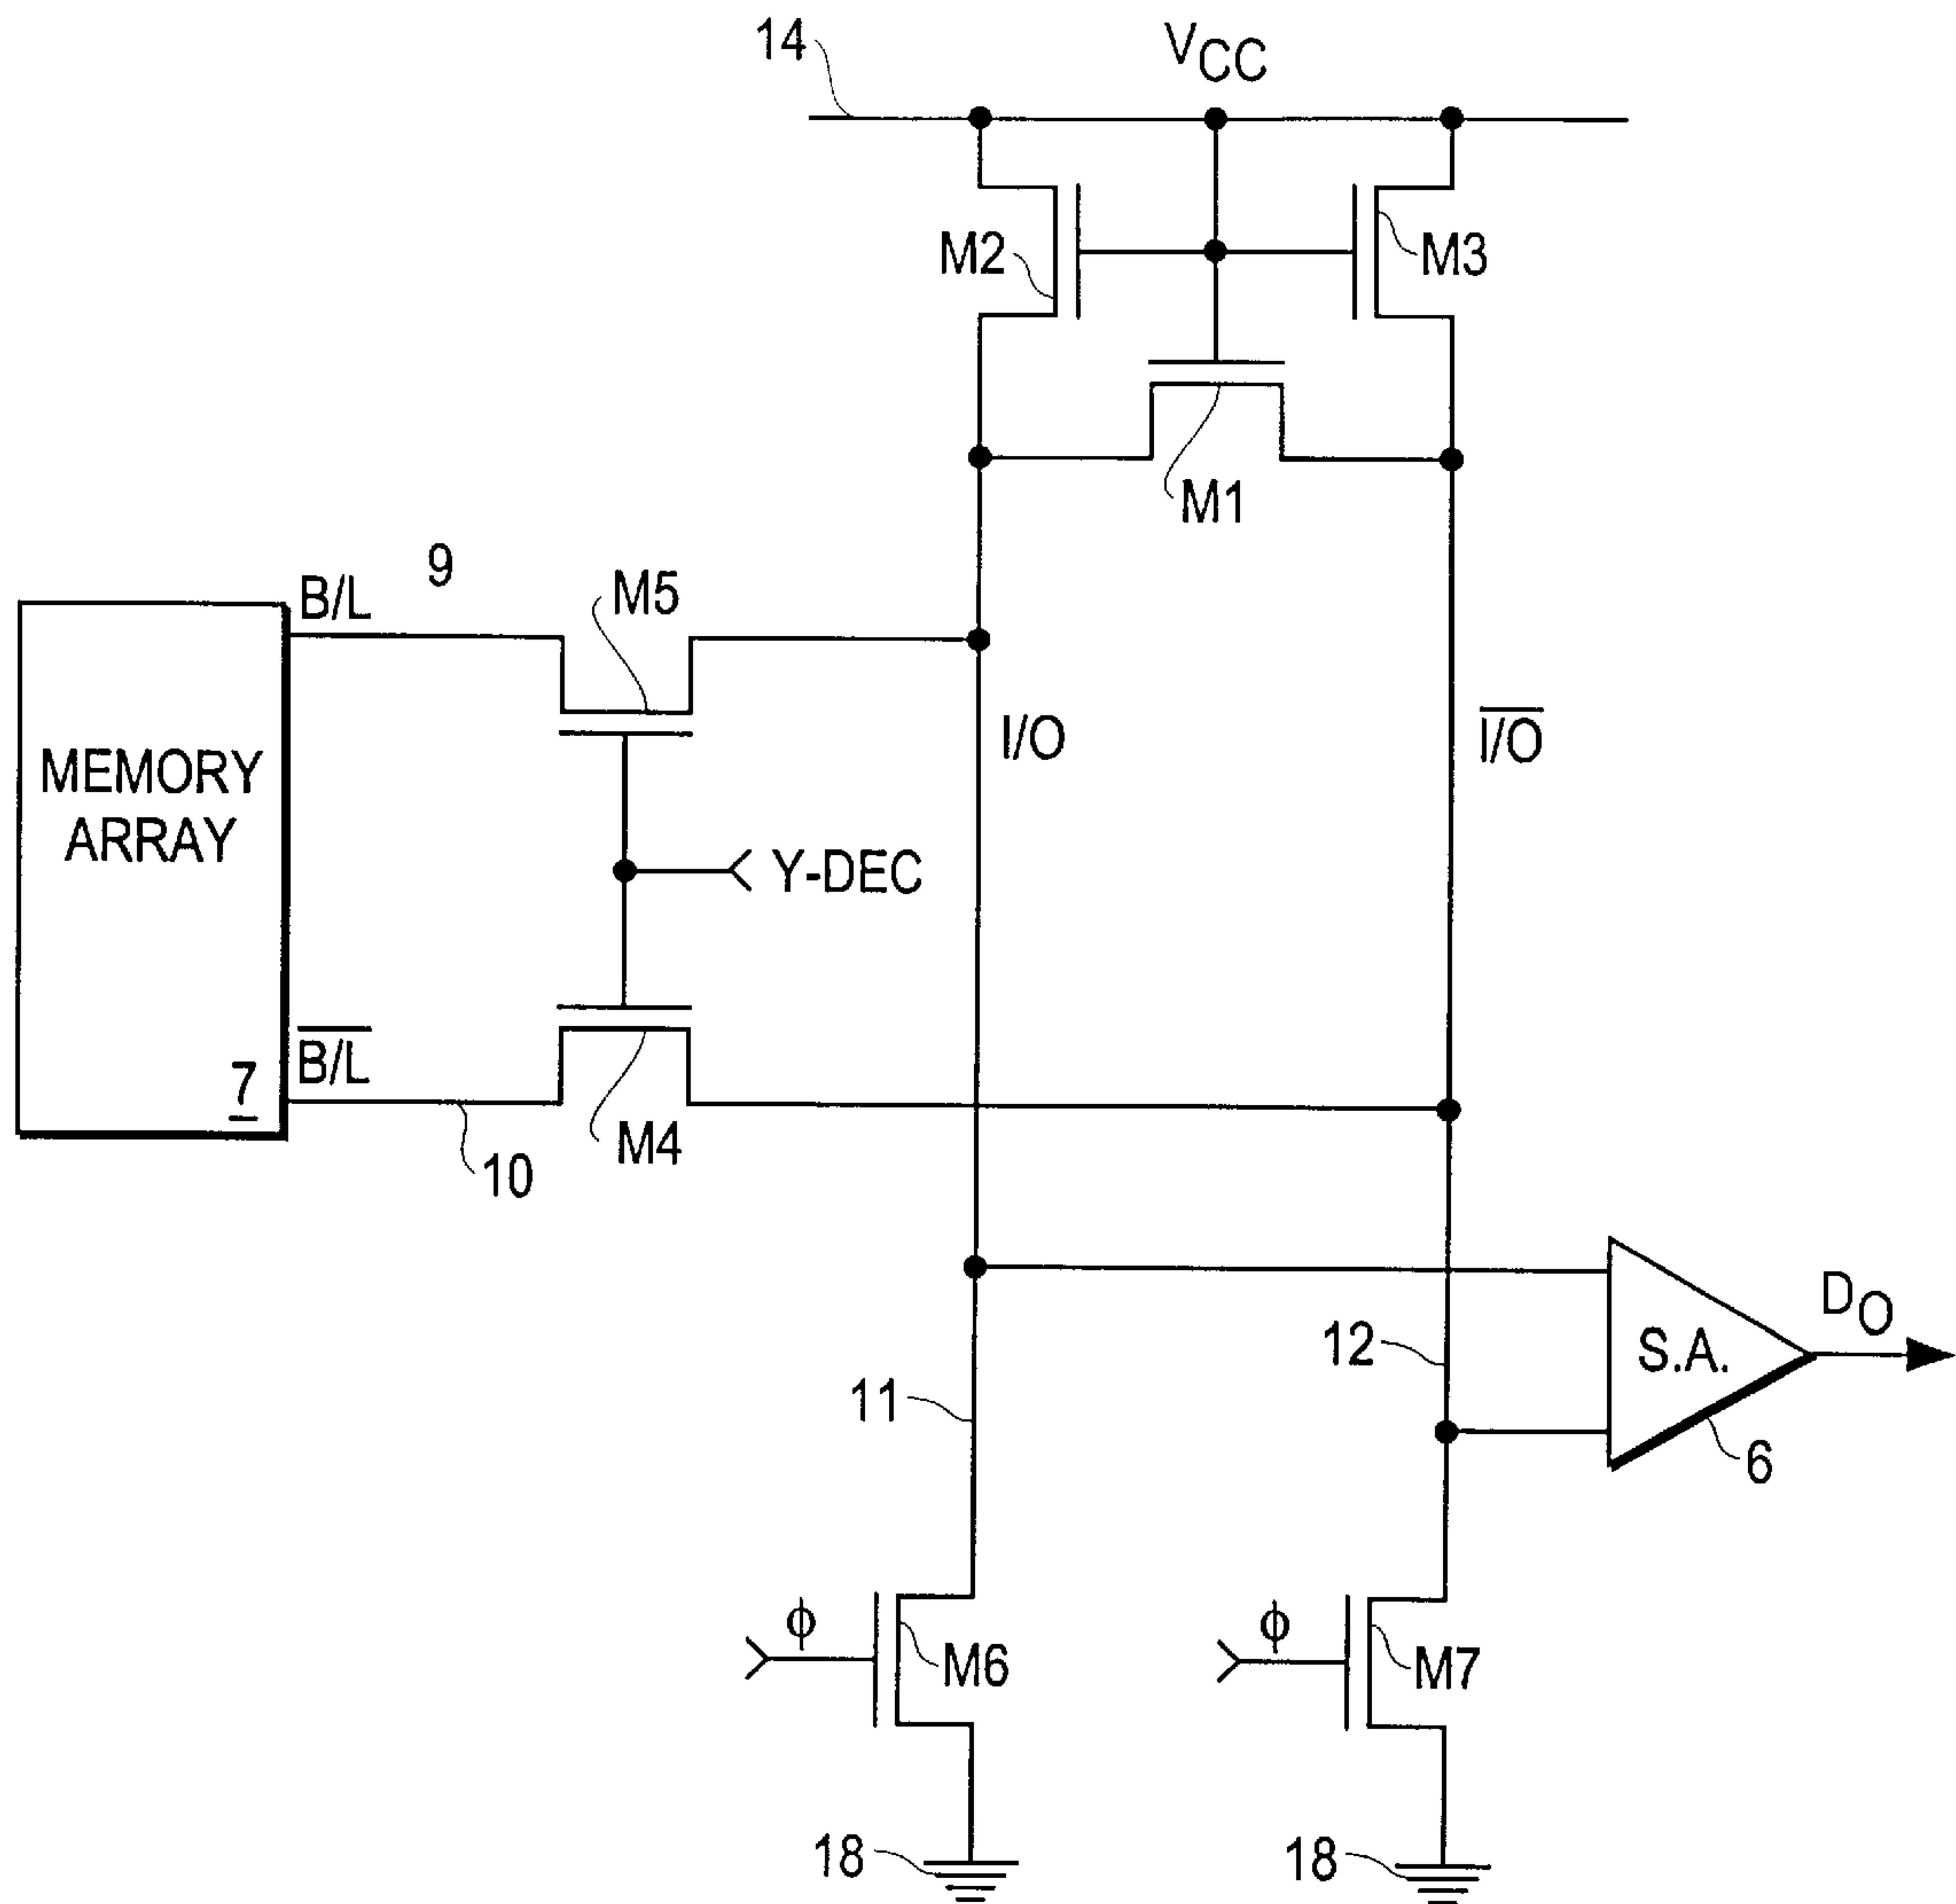 14
VCC
M2
M3
M1
9
B/L
M5
I/O
I/O
MEMORY
ARRAY
Y-DEC
B/L
7
M4
10
DO
S.A.
12
11
6
ϕ
M6
ϕ
M7
18
18